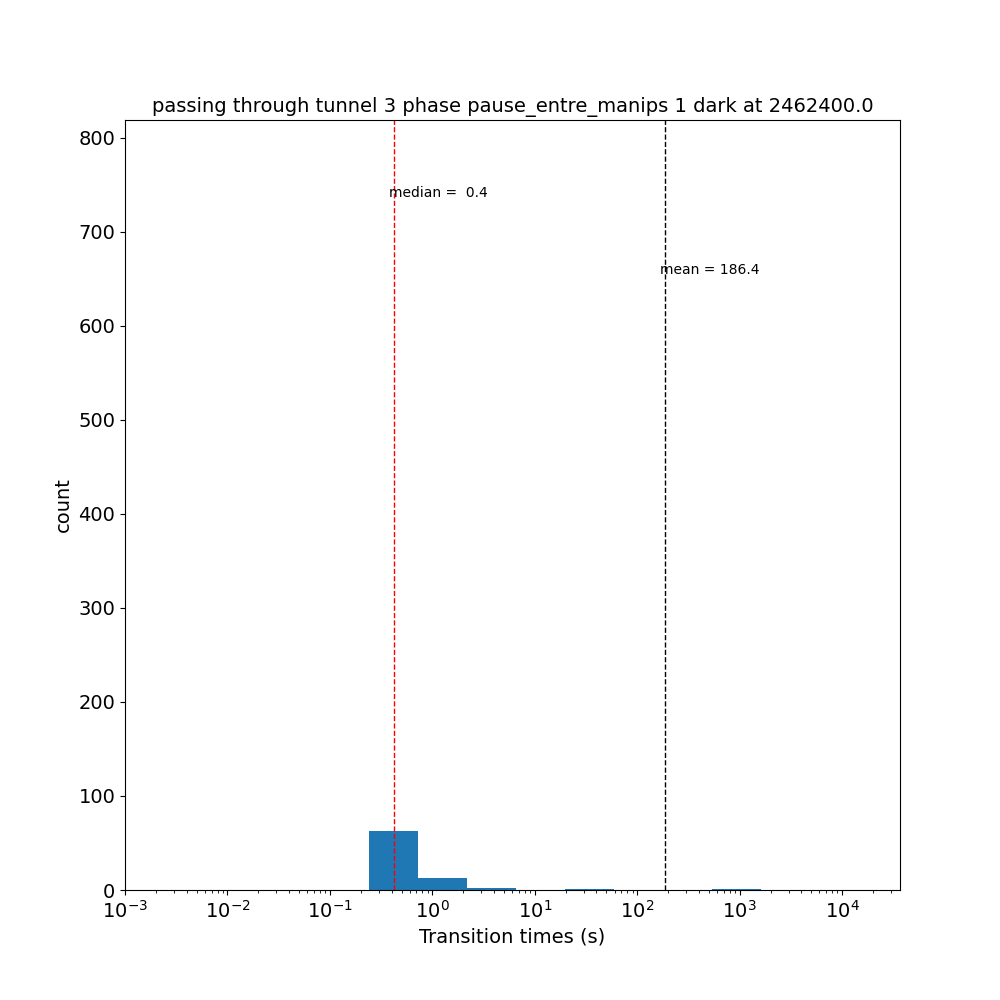 passing through tunnel 3 phase pause_entre_manips 1 dark at 2462400.0
800
median =  0.4
700
mean = 186.4
600
500
count
400
300
200
100
0
10⁻³ 10⁻² 10⁻¹ 10⁰ 10¹ 10² 10³ 10⁴
Transition times (s)